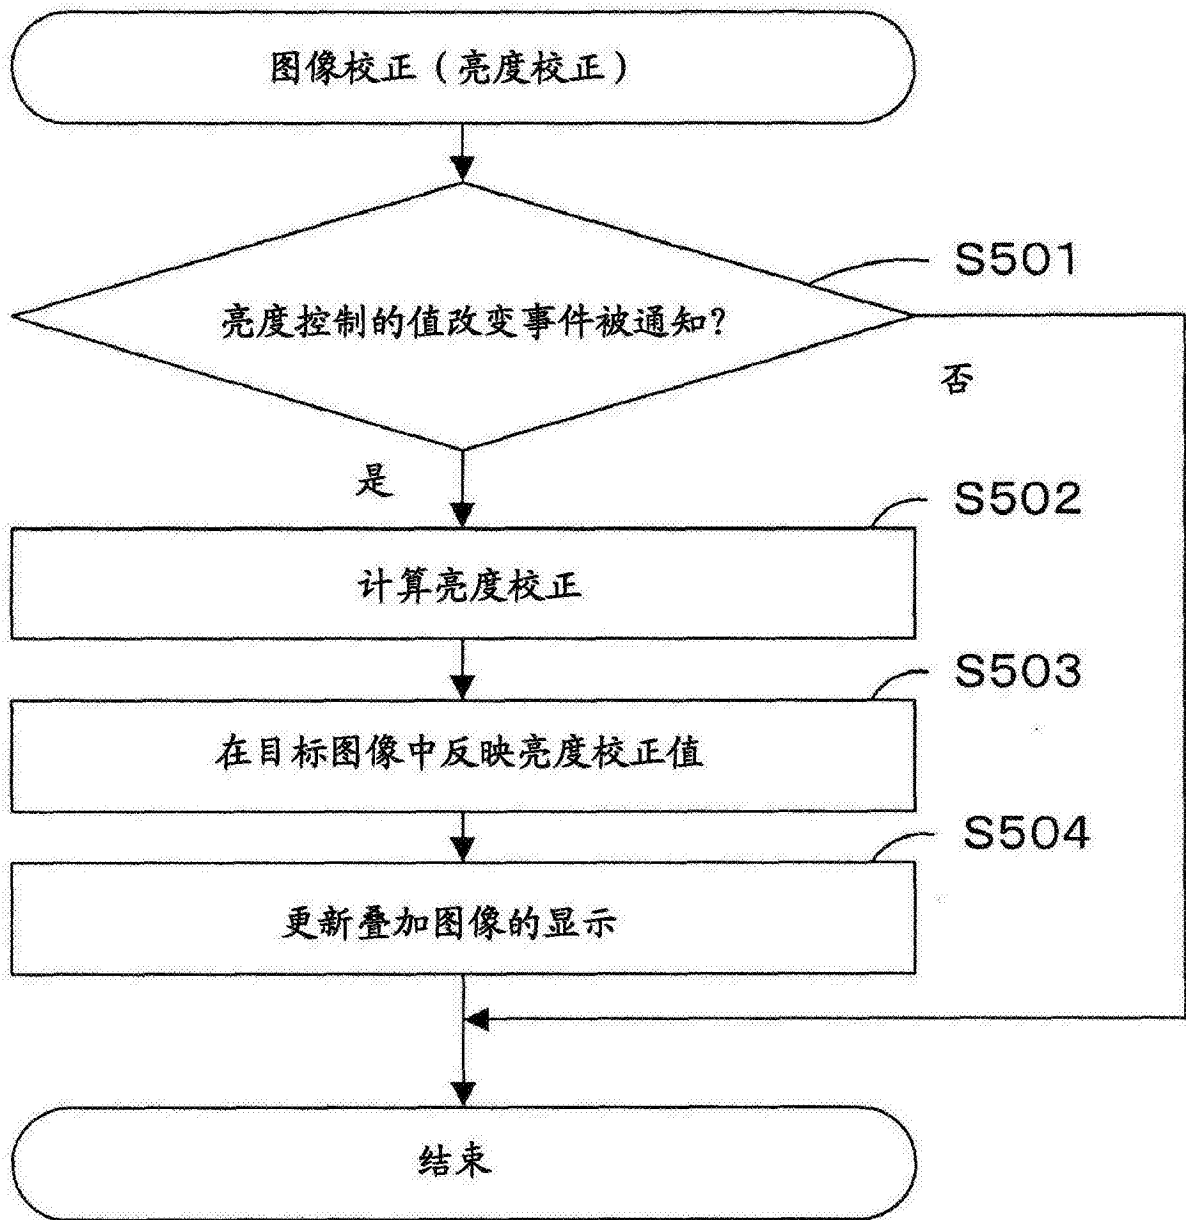 图像校正（亮度校正）
S501
亮度控制的值改变事件被通知？
否
是
S502
计算亮度校正
S503
在目标图像中反映亮度校正值
S504
更新叠加图像的显示
结束